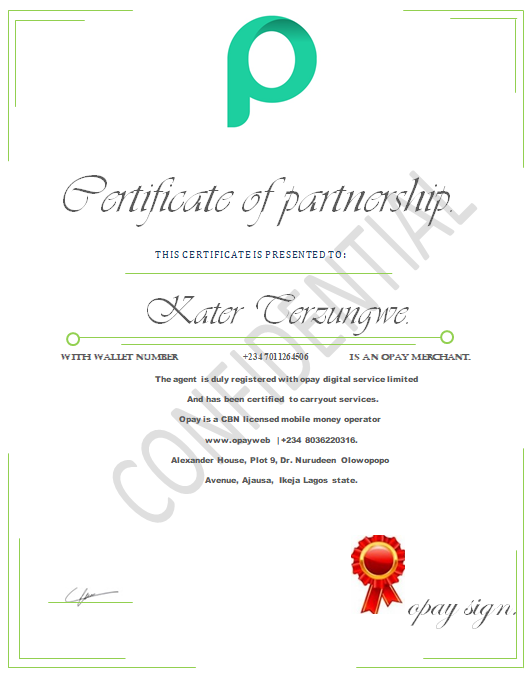 Certificate of partnership.
THIS CERTIFICATE IS PRESENTED TO:
Kater Terzungwe.
WITH WALLET NUMBER +234 7011264506 IS AN OPAY MERCHANT.
The agent is duly registered with opay digital service limited
And has been certified to carryout services.
Opay is a CBN licensed mobile money operator
www.opayweb |+234 8036220316.
Alexander House, Plot 9, Dr. Nurudeen Olowopopo
Avenue, Ajausa, Ikeja Lagos state.
CONFIDENTIAL
opay sign.